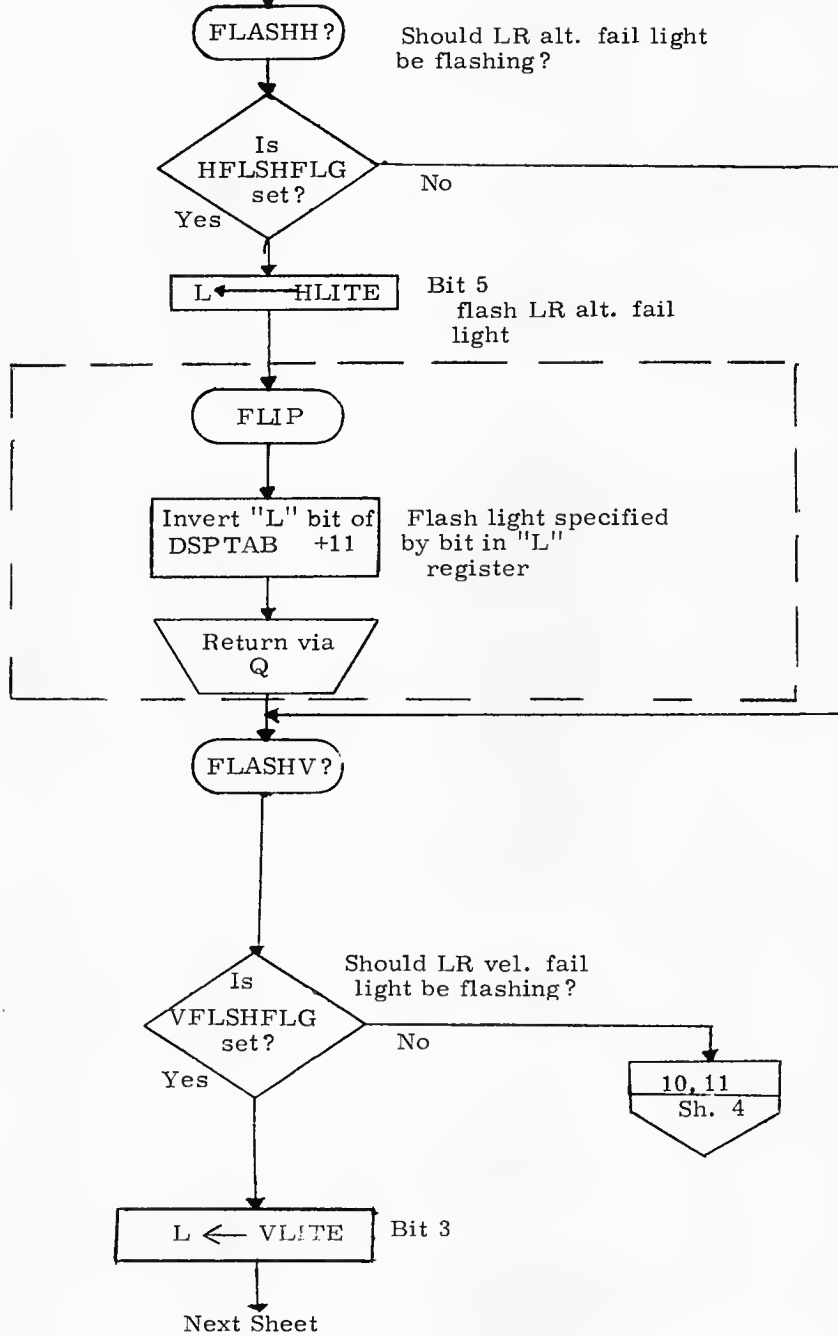 FLASHH?
Should LR alt. fail light
be flashing?
Is
HFLSHFLG
set?
No
Yes
L ← HLITE
Bit 5
flash LR alt. fail
light
FLIP
Invert "L" bit of
DSPTAB +11
Flash light specified
by bit in "L"
register
Return via
Q
FLASHV?
Should LR vel. fail
light be flashing?
Is
VFLSHFLG
set?
No
Yes
10, 11
Sh. 4
L ← VLITE
Bit 3
Next Sheet